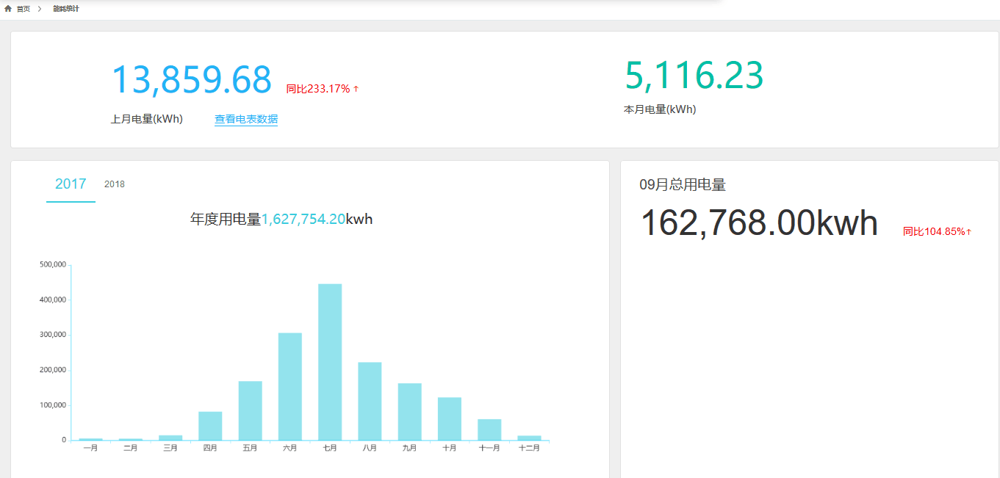 首页 > 能耗统计
13,859.68 同比233.17% ↑
上月电量(kWh) 查看电表数据
5,116.23
本月电量(kWh)
2017 2018
年度用电量1,627,754.20kwh
500,000
400,000
300,000
200,000
100,000
0
一月 二月 三月 四月 五月 六月 七月 八月 九月 十月 十一月 十二月
09月总用电量
162,768.00kwh 同比104.85%↑